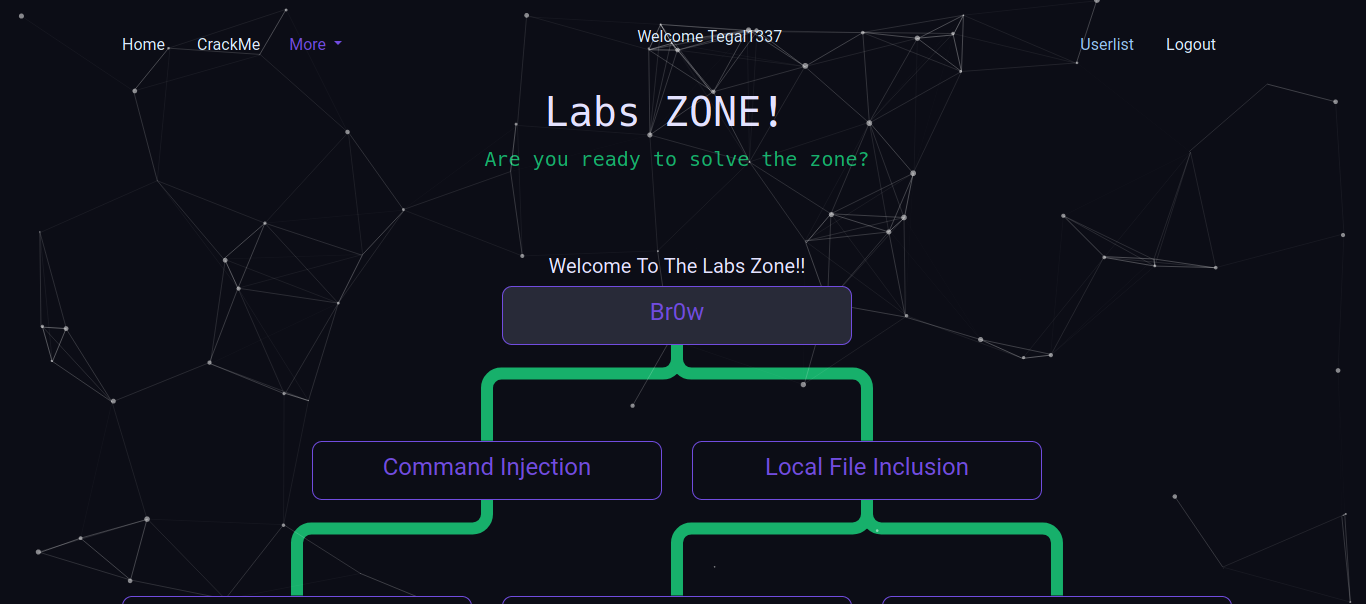 Home CrackMe More Welcome Tegal1337 Userlist Logout
Labs ZONE!
Are you ready to solve the zone?
Welcome To The Labs Zone!!
Br0w
Command Injection Local File Inclusion